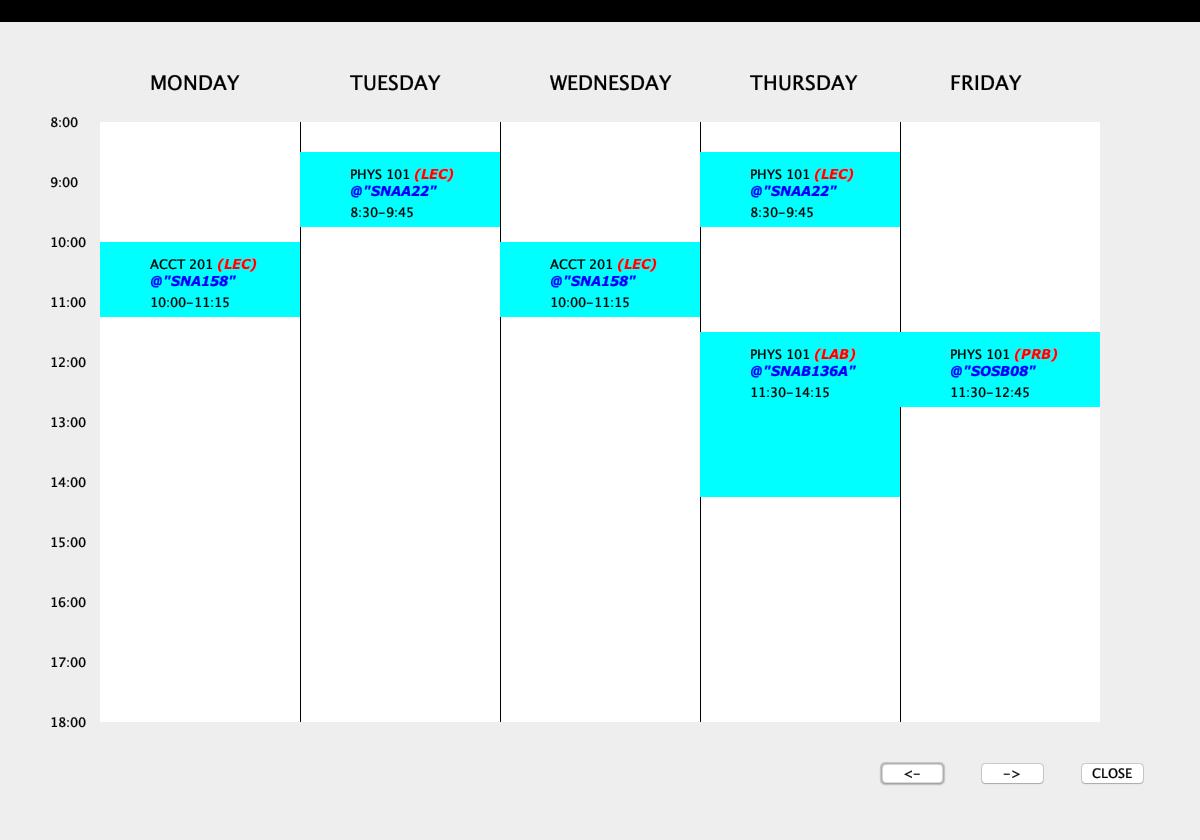 MONDAY TUESDAY WEDNESDAY THURSDAY FRIDAY
8:00
PHYS 101 (LEC)
@"SNAA22"
8:30-9:45
PHYS 101 (LEC)
@"SNAA22"
8:30-9:45
9:00
10:00
ACCT 201 (LEC)
@"SNA158"
10:00-11:15
ACCT 201 (LEC)
@"SNA158"
10:00-11:15
11:00
PHYS 101 (LAB)
@"SNAB136A"
11:30-14:15
PHYS 101 (PRB)
@"SOSB08"
11:30-12:45
12:00
13:00
14:00
15:00
16:00
17:00
18:00
<- -> CLOSE